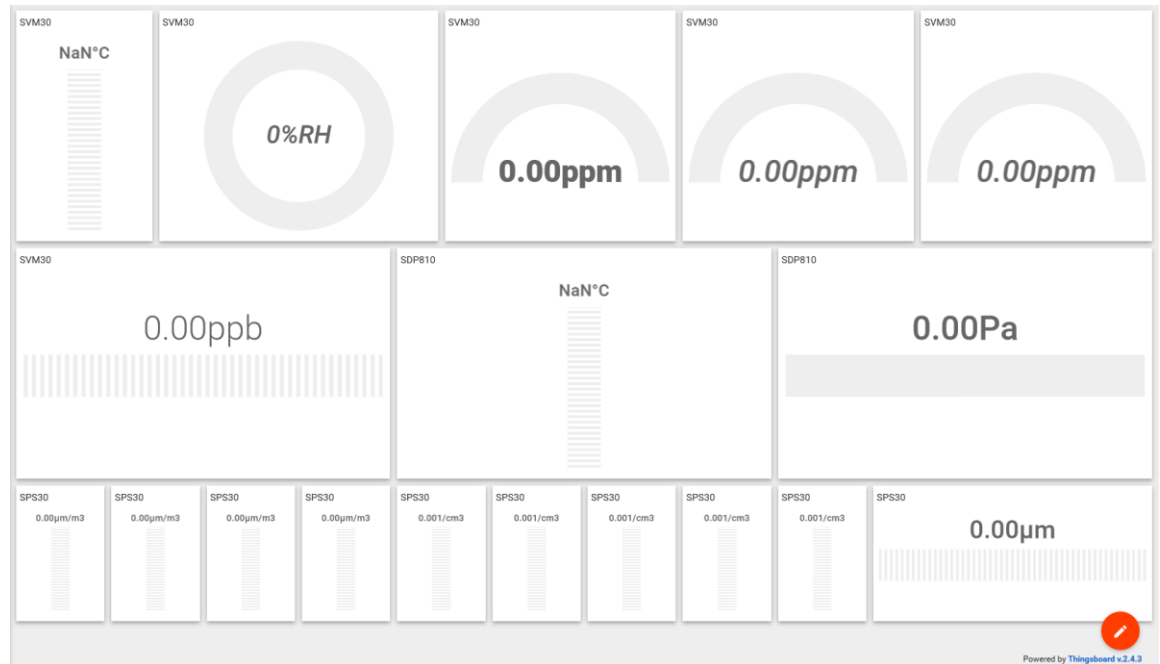 SVM30
NaN°C
SVM30
0%RH
SVM30
0.00ppm
SVM30
0.00ppm
SVM30
0.00ppm
SVM30
0.00ppb
SDP810
NaN°C
SDP810
0.00Pa
SPS30
0.00μm/m3
SPS30
0.00μm/m3
SPS30
0.00μm/m3
SPS30
0.00μm/m3
SPS30
0.001/cm3
SPS30
0.001/cm3
SPS30
0.001/cm3
SPS30
0.001/cm3
SPS30
0.001/cm3
SPS30
0.00μm
Powered by Thingsboard v.2.4.3